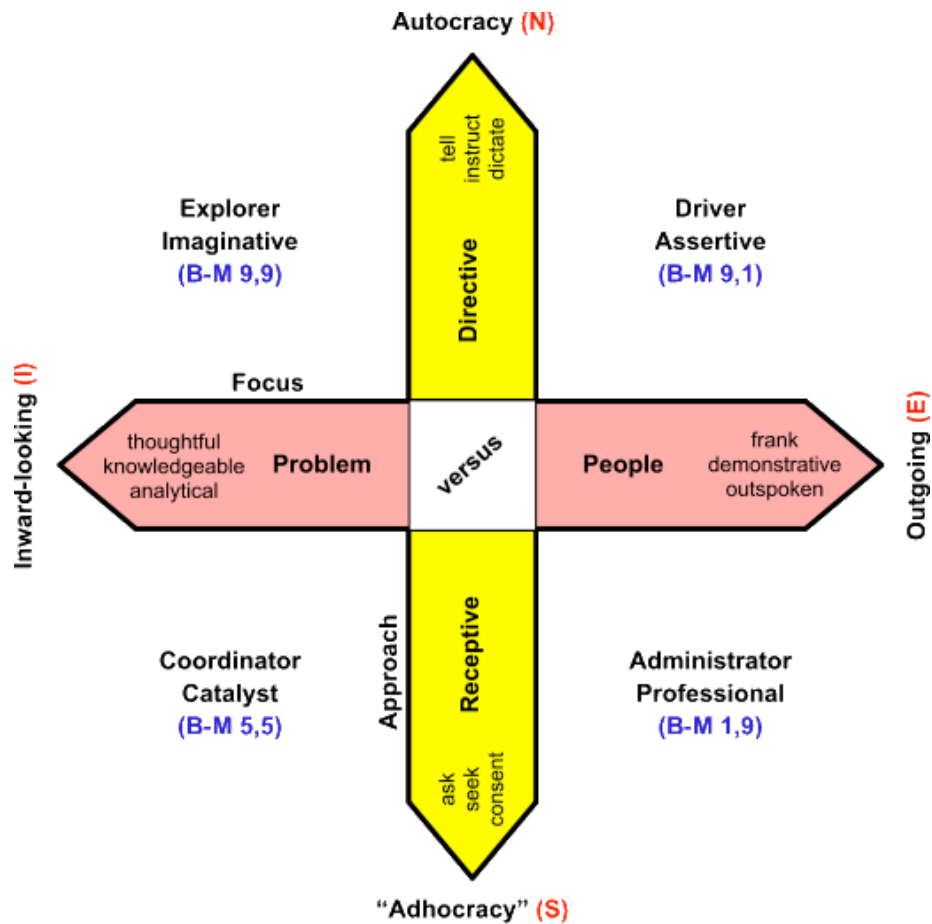 Autocracy (N)
tell
instruct
dictate
Directive
Explorer
Imaginative
(B-M 9,9)
Driver
Assertive
(B-M 9,1)
Inward-looking (I)
Focus
thoughtful
knowledgeable
analytical
Problem
versus
People
frank
demonstrative
outspoken
Outgoing (E)
Approach
Receptive
ask
seek
consent
Coordinator
Catalyst
(B-M 5,5)
Administrator
Professional
(B-M 1,9)
“Adhocracy” (S)